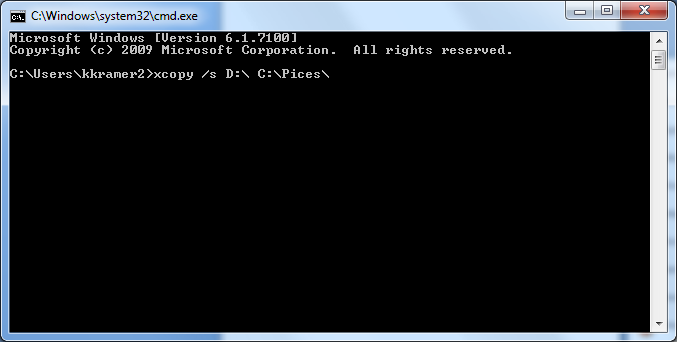 C:\Windows\system32\cmd.exe
Microsoft Windows [Version 6.1.7100]
Copyright (c) 2009 Microsoft Corporation.  All rights reserved.
C:\Users\kkramer2>xcopy /s D:\ C:\Pices\